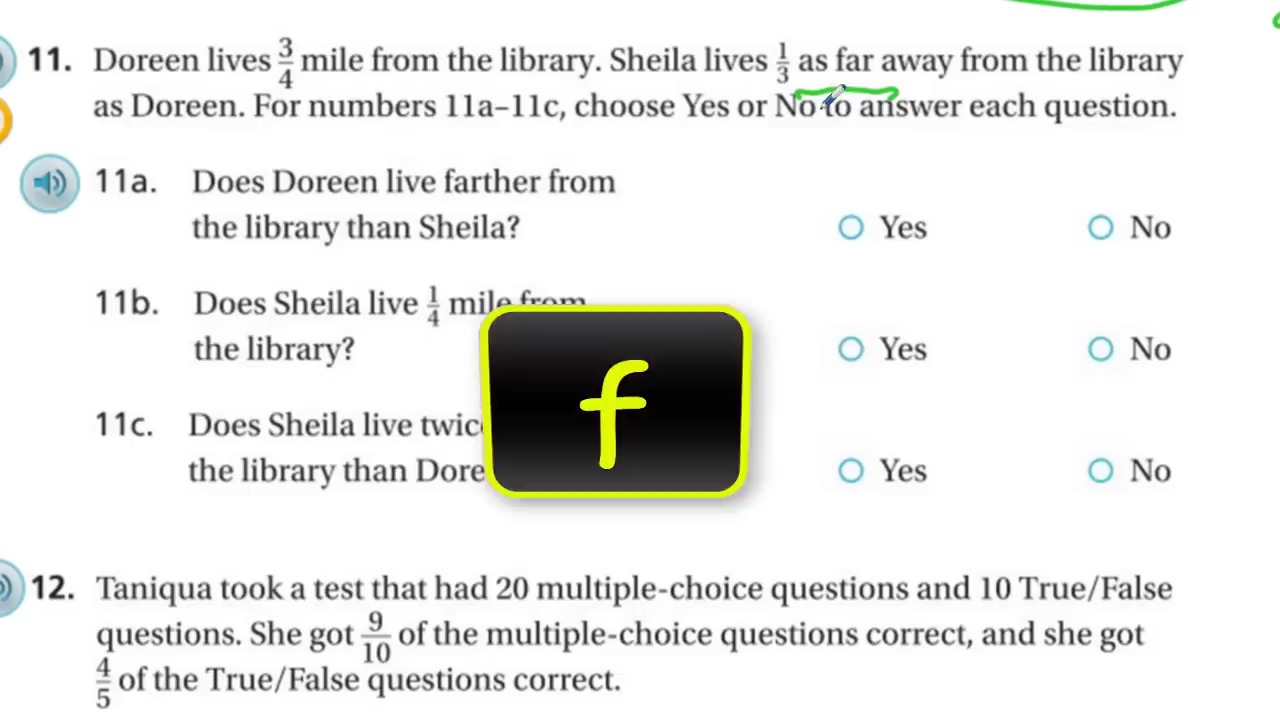 11. Doreen lives 3/4 mile from the library. Sheila lives 1/3 as far away from the library
as Doreen. For numbers 11a–11c, choose Yes or No to answer each question.
11a. Does Doreen live farther from
the library than Sheila? Yes No
11b. Does Sheila live 1/4 mile from
the library? Yes No
11c. Does Sheila live
the library than Yes No
f
12. Taniqua took a test that had 20 multiple-choice questions and 10 True/False
questions. She got 9/10 of the multiple-choice questions correct, and she got
4/5 of the True/False questions correct.